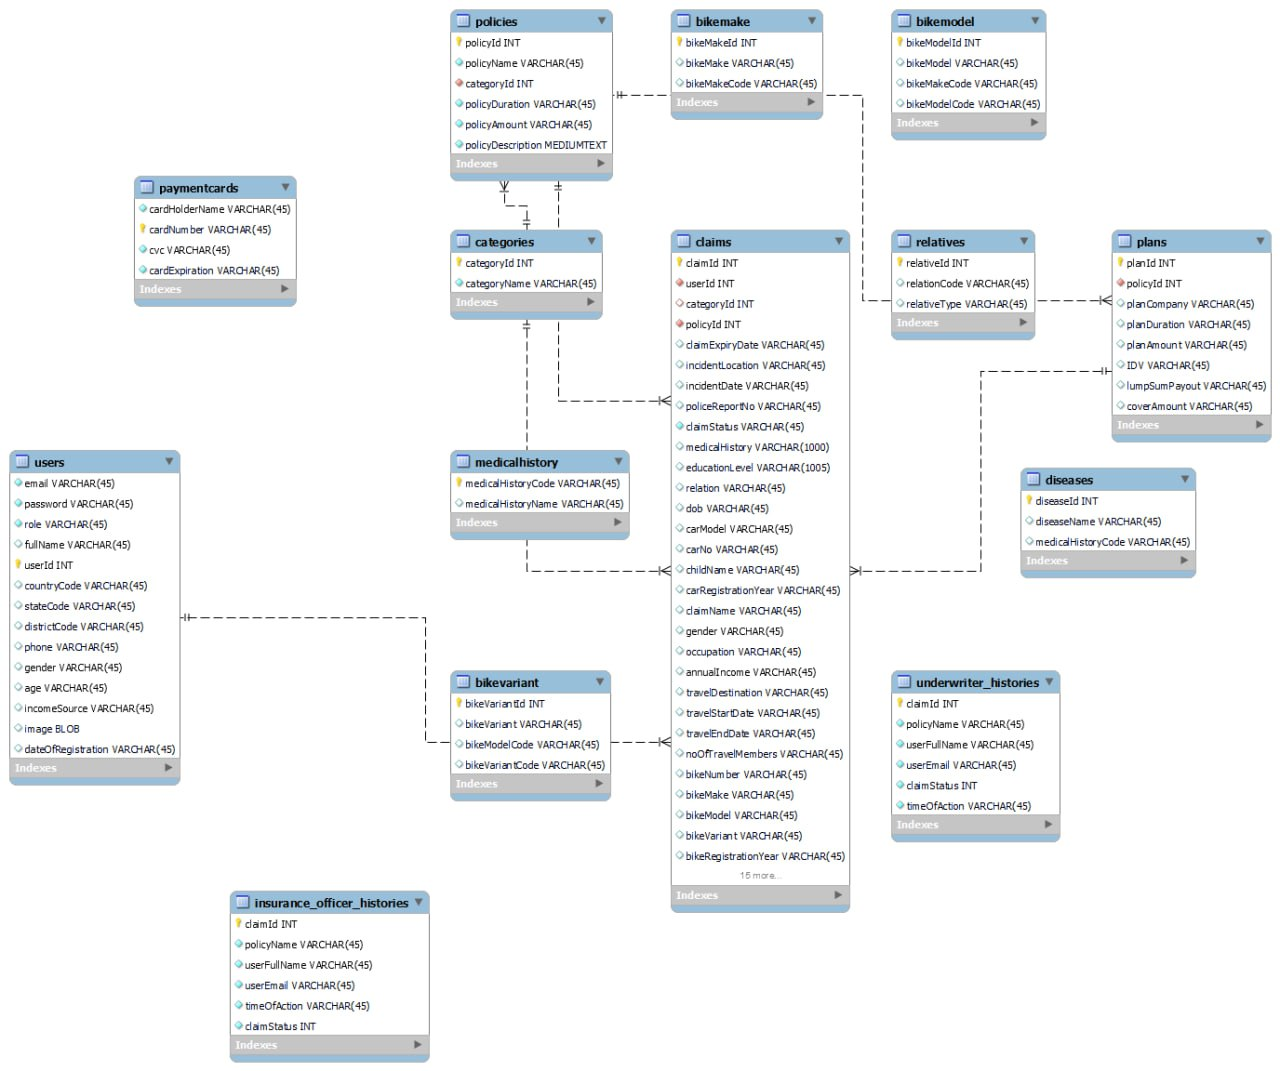 policies
policyId INT
policyName VARCHAR(45)
categoryId INT
policyDuration VARCHAR(45)
policyAmount VARCHAR(45)
policyDescription MEDIUMTEXT
Indexes
bikemake
bikeMakeId INT
bikeMake VARCHAR(45)
bikeMakeCode VARCHAR(45)
Indexes
bikemodel
bikeModelId INT
bikeModel VARCHAR(45)
bikeMakeCode VARCHAR(45)
bikeModelCode VARCHAR(45)
Indexes
paymentcards
cardHolderName VARCHAR(45)
cardNumber VARCHAR(45)
cvc VARCHAR(45)
cardExpiration VARCHAR(45)
Indexes
categories
categoryId INT
categoryName VARCHAR(45)
Indexes
claims
claimId INT
userId INT
categoryId INT
policyId INT
claimExpiryDate VARCHAR(45)
incidentLocation VARCHAR(45)
incidentDate VARCHAR(45)
policeReportNo VARCHAR(45)
claimStatus VARCHAR(45)
medicalHistory VARCHAR(1000)
educationLevel VARCHAR(1005)
relation VARCHAR(45)
dob VARCHAR(45)
carModel VARCHAR(45)
carNo VARCHAR(45)
childName VARCHAR(45)
carRegistrationYear VARCHAR(45)
claimName VARCHAR(45)
gender VARCHAR(45)
occupation VARCHAR(45)
annualIncome VARCHAR(45)
travelDestination VARCHAR(45)
travelStartDate VARCHAR(45)
travelEndDate VARCHAR(45)
noOfTravelMembers VARCHAR(45)
bikeNumber VARCHAR(45)
bikeMake VARCHAR(45)
bikeModel VARCHAR(45)
bikeVariant VARCHAR(45)
bikeRegistrationYear VARCHAR(45)
15 more...
Indexes
relatives
relativeId INT
relationCode VARCHAR(45)
relativeType VARCHAR(45)
Indexes
plans
planId INT
policyId INT
planCompany VARCHAR(45)
planDuration VARCHAR(45)
planAmount VARCHAR(45)
IDV VARCHAR(45)
lumpSumPayout VARCHAR(45)
coverAmount VARCHAR(45)
Indexes
users
email VARCHAR(45)
password VARCHAR(45)
role VARCHAR(45)
fullName VARCHAR(45)
userId INT
countryCode VARCHAR(45)
stateCode VARCHAR(45)
districtCode VARCHAR(45)
phone VARCHAR(45)
gender VARCHAR(45)
age VARCHAR(45)
incomeSource VARCHAR(45)
image BLOB
dateOfRegistration VARCHAR(45)
Indexes
medicalhistory
medicalHistoryCode VARCHAR(45)
medicalHistoryName VARCHAR(45)
Indexes
diseases
diseaseId INT
diseaseName VARCHAR(45)
medicalHistoryCode VARCHAR(45)
Indexes
bikevariant
bikeVariantId INT
bikeVariant VARCHAR(45)
bikeModelCode VARCHAR(45)
bikeVariantCode VARCHAR(45)
Indexes
underwriter_histories
claimId INT
policyName VARCHAR(45)
userFullName VARCHAR(45)
userEmail VARCHAR(45)
claimStatus INT
timeOfAction VARCHAR(45)
Indexes
insurance_officer_histories
claimId INT
policyName VARCHAR(45)
userFullName VARCHAR(45)
userEmail VARCHAR(45)
timeOfAction VARCHAR(45)
claimStatus INT
Indexes